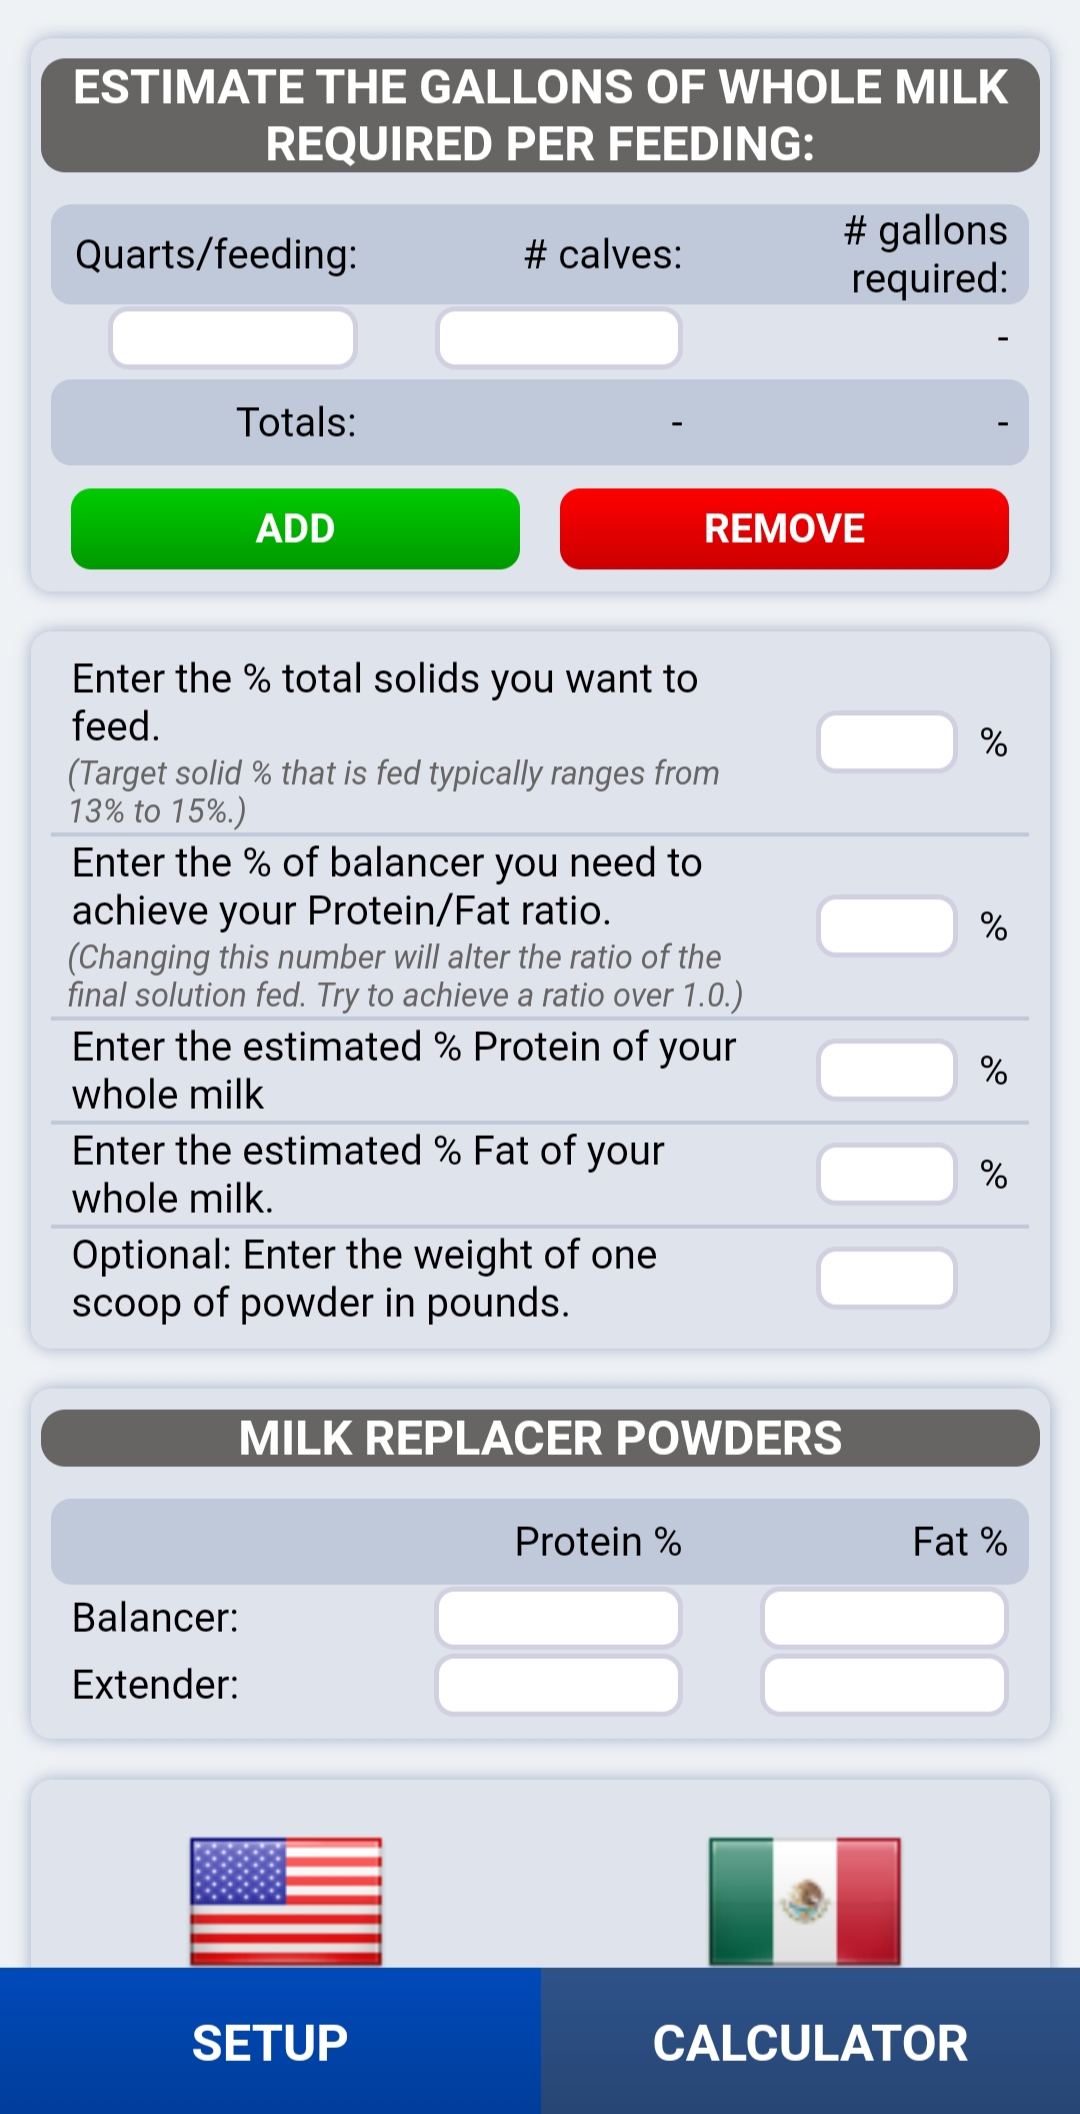 ESTIMATE THE GALLONS OF WHOLE MILK
REQUIRED PER FEEDING:
Quarts/feeding: # calves: # gallons
required:
-
Totals: - -
ADD REMOVE
Enter the % total solids you want to
feed.
%
(Target solid % that is fed typically ranges from
13% to 15%.)
Enter the % of balancer you need to
achieve your Protein/Fat ratio.
%
(Changing this number will alter the ratio of the
final solution fed. Try to achieve a ratio over 1.0.)
Enter the estimated % Protein of your
whole milk
%
Enter the estimated % Fat of your
whole milk.
%
Optional: Enter the weight of one
scoop of powder in pounds.
MILK REPLACER POWDERS
Protein % Fat %
Balancer:
Extender:
SETUP CALCULATOR